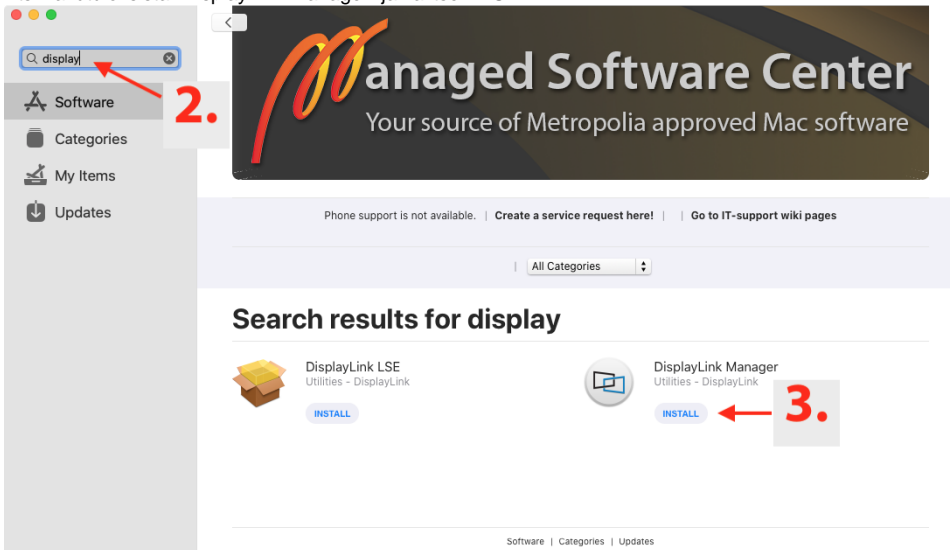 display
2.
Software
Categories
My Items
Updates
Managed Software Center
Your source of Metropolia approved Mac software
Phone support is not available. | Create a service request here! | | Go to IT-support wiki pages
| All Categories
Search results for display
DisplayLink LSE
Utilities - DisplayLink
INSTALL
DisplayLink Manager
Utilities - DisplayLink
INSTALL
3.
Software | Categories | Updates